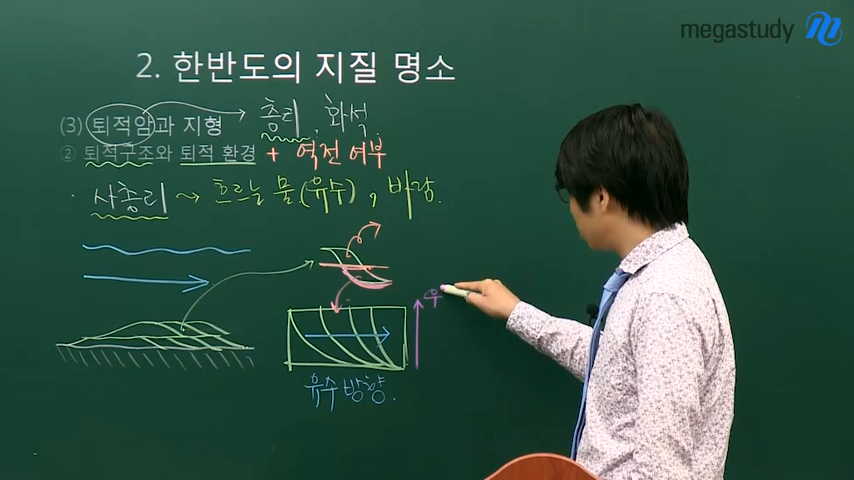 megastudy
2. 한반도의 지질 명소
(3) 퇴적암과 지형 → 층리, 화석.
② 퇴적구조와 퇴적 환경 + 역전 여부
· 사층리 → 흐르는 물(유수), 바람.
우
유수 방향.